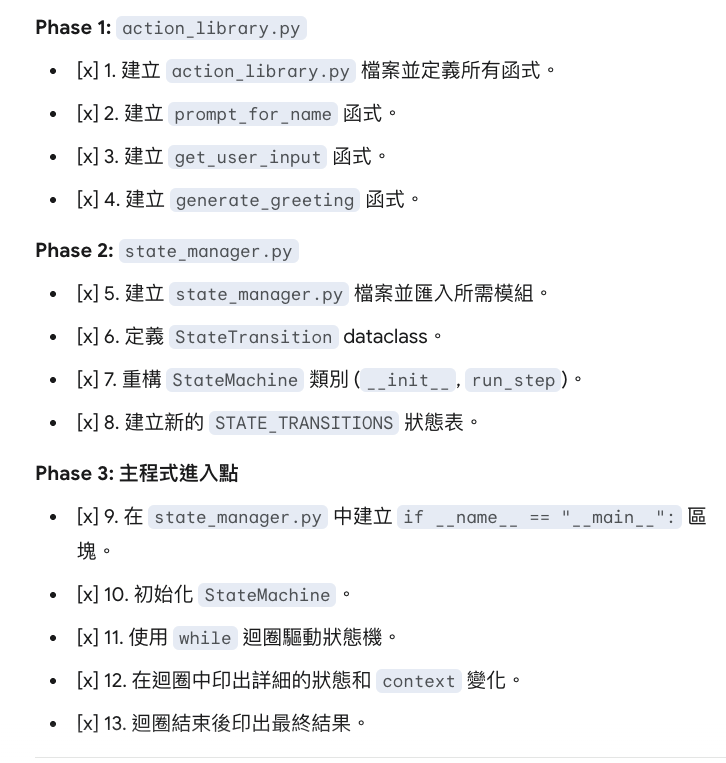 Phase 1: action_library.py
• [x] 1. 建立 action_library.py 檔案並定義所有函式。
• [x] 2. 建立 prompt_for_name 函式。
• [x] 3. 建立 get_user_input 函式。
• [x] 4. 建立 generate_greeting 函式。
Phase 2: state_manager.py
• [x] 5. 建立 state_manager.py 檔案並匯入所需模組。
• [x] 6. 定義 StateTransition dataclass。
• [x] 7. 重構 StateMachine 類別 (__init__, run_step)。
• [x] 8. 建立新的 STATE_TRANSITIONS 狀態表。
Phase 3: 主程式進入點
• [x] 9. 在 state_manager.py 中建立 if __name__ == "__main__": 區
塊。
• [x] 10. 初始化 StateMachine 。
• [x] 11. 使用 while 迴圈驅動狀態機。
• [x] 12. 在迴圈中印出詳細的狀態和 context 變化。
• [x] 13. 迴圈結束後印出最終結果。